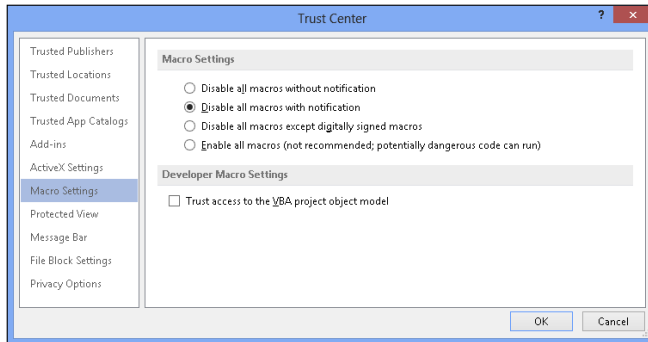 Trust Center
? ×
Trusted Publishers
Trusted Locations
Trusted Documents
Trusted App Catalogs
Add-ins
ActiveX Settings
Macro Settings
Protected View
Message Bar
File Block Settings
Privacy Options
Macro Settings
Disable all macros without notification
Disable all macros with notification
Disable all macros except digitally signed macros
Enable all macros (not recommended; potentially dangerous code can run)
Developer Macro Settings
Trust access to the VBA project object model
OK Cancel